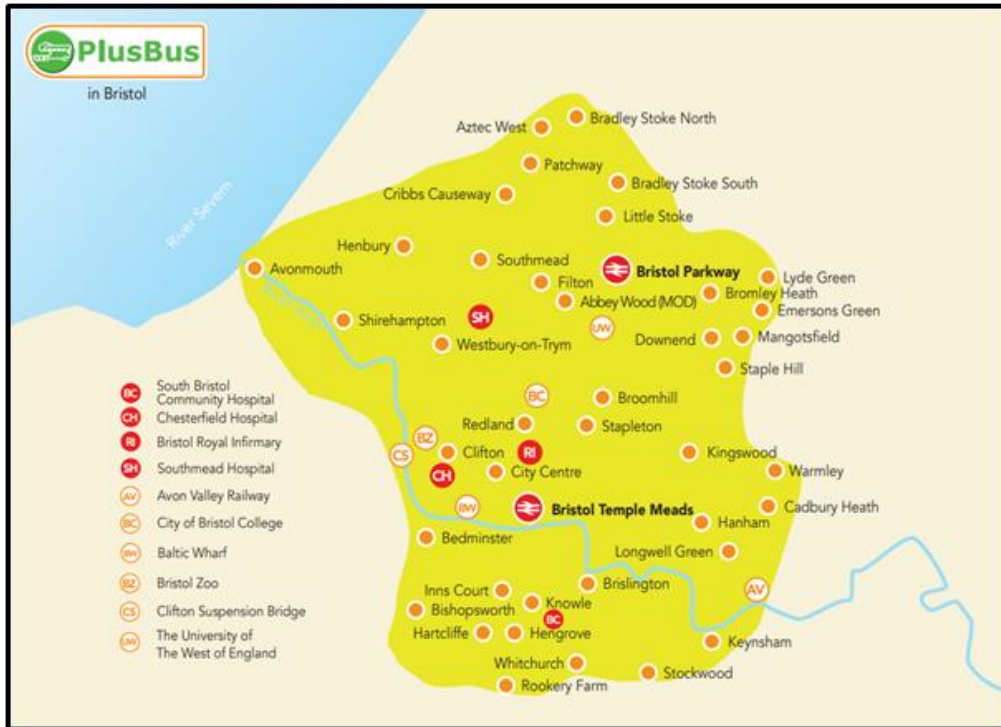 PlusBus
in Bristol
River Severn
Aztec West
Bradley Stoke North
Patchway
Bradley Stoke South
Cribbs Causeway
Little Stoke
Henbury
Southmead
Bristol Parkway
Avonmouth
Filton
Lyde Green
Abbey Wood (MOD)
Bromley Heath
Emersons Green
Shirehampton
SH
UW
Westbury-on-Trym
Downend
Mangotsfield
Staple Hill
BC
South Bristol
Community Hospital
CH
Chesterfield Hospital
RI
Bristol Royal Infirmary
SH
Southmead Hospital
AV
Avon Valley Railway
BC
City of Bristol College
BW
Baltic Wharf
BZ
Bristol Zoo
CS
Clifton Suspension Bridge
UW
The University of
The West of England
BC
Broomhill
Redland
Stapleton
BZ
CS
Clifton
RI
Kingswood
CH
City Centre
Warmley
BW
Bristol Temple Meads
Cadbury Heath
Hanham
Bedminster
Longwell Green
Brislington
Inns Court
AV
Bishopsworth
Knowle
BC
Hartcliffe
Hengrove
Keynsham
Whitchurch
Stockwood
Rookery Farm